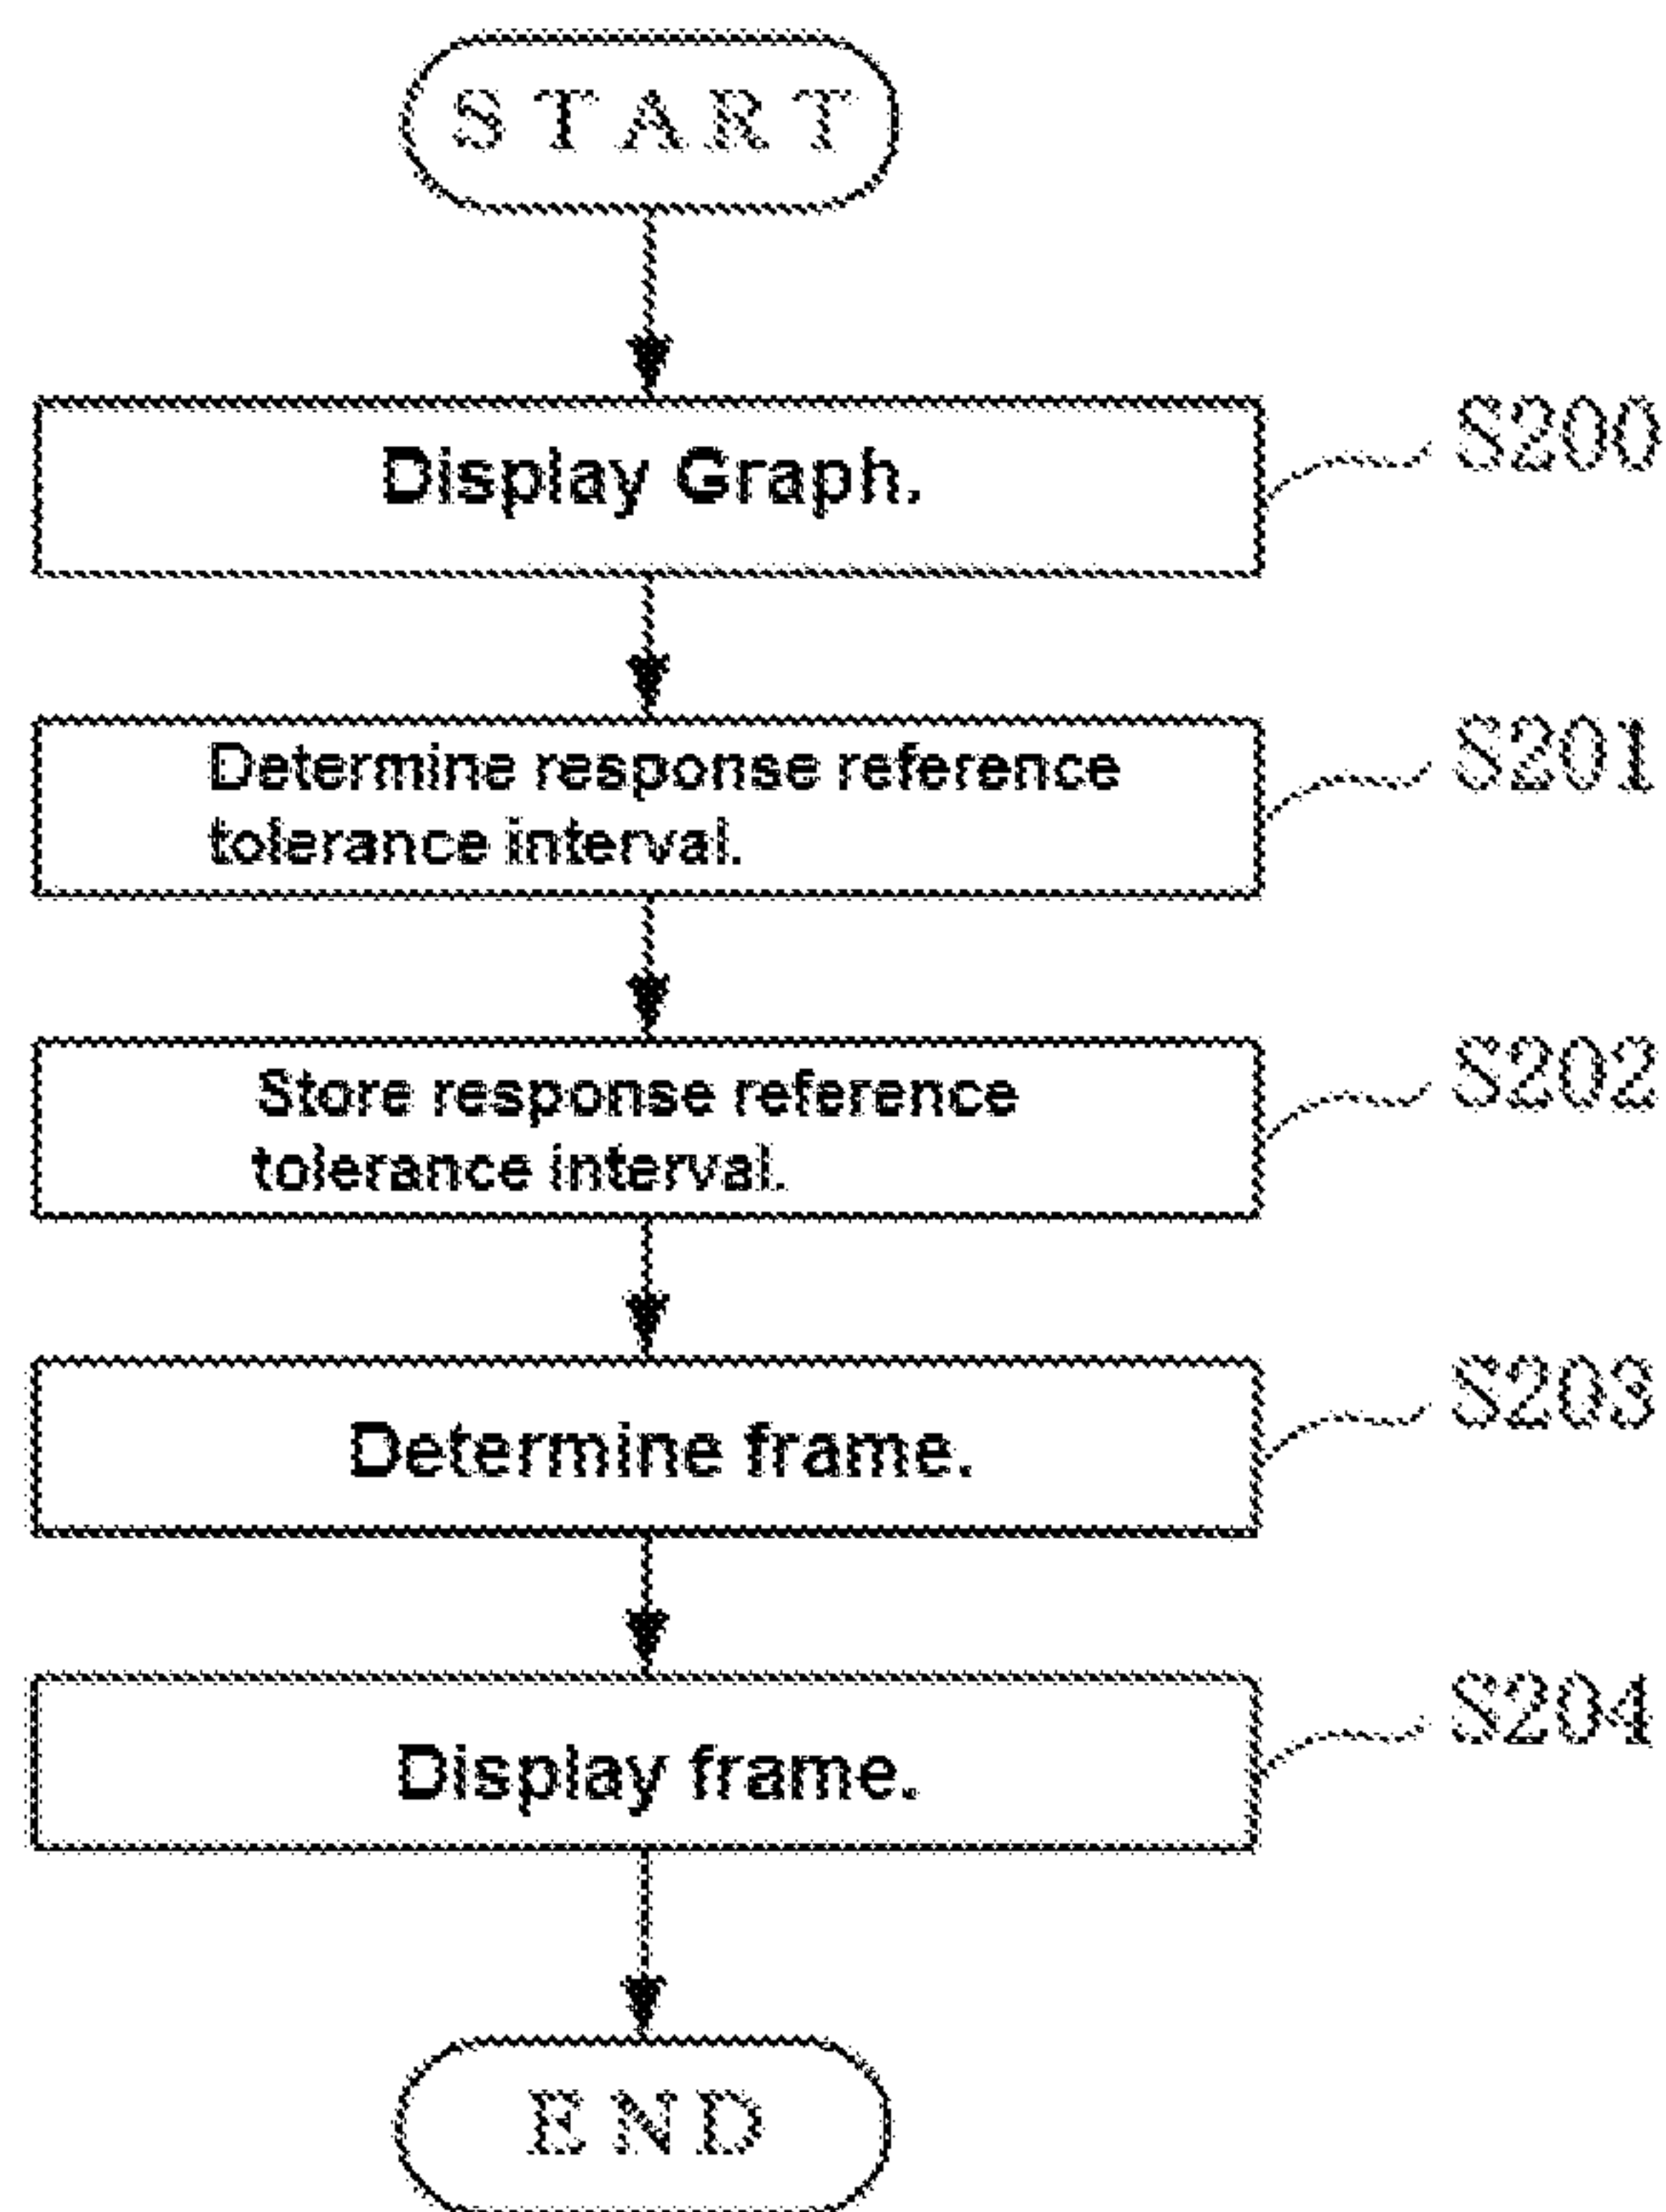 START
Display Graph.
S200
Determine response reference
tolerance interval.
S201
Store response reference
tolerance interval.
S202
Determine frame.
S203
Display frame.
S204
END